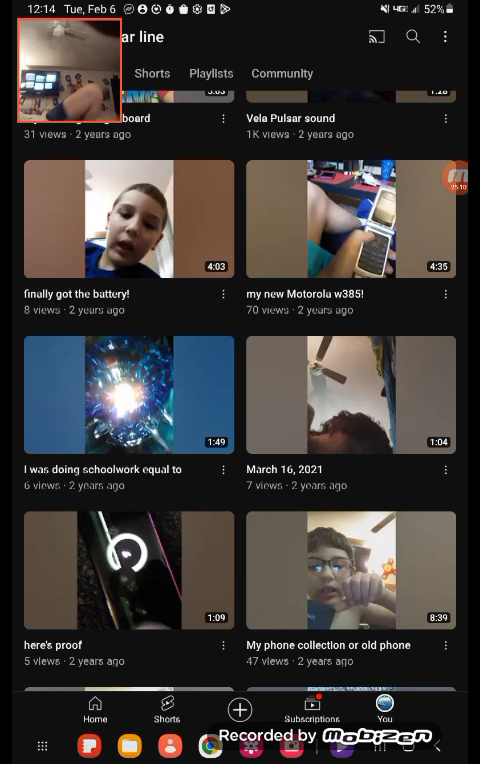 12:14 Tue, Feb 6 52%
ar line
Shorts Playlists Community
board
Vela Pulsar sound
31 views · 2 years ago
1K views · 2 years ago
4:03
4:35
finally got the battery!
my new Motorola w385!
8 views · 2 years ago
70 views · 2 years ago
25:10
1:49
1:04
I was doing schoolwork equal to
March 16, 2021
6 views · 2 years ago
7 views · 2 years ago
1:09
8:39
here's proof
My phone collection or old phone
5 views · 2 years ago
47 views · 2 years ago
Home Shorts Subscriptions You
Recorded by Mobizen